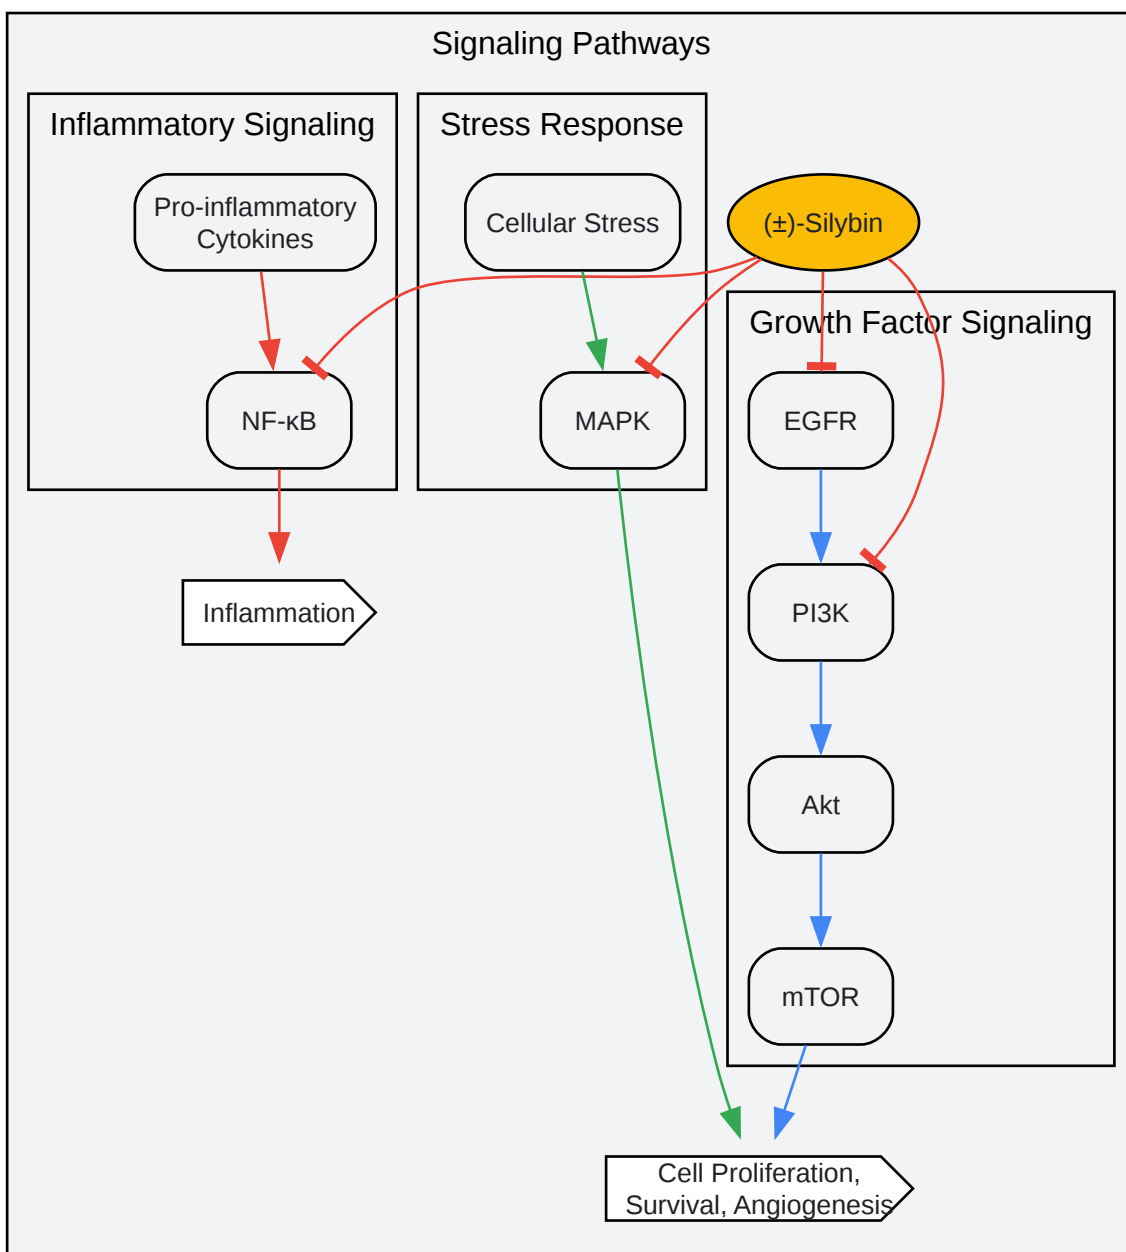 Signaling Pathways
Inflammatory Signaling
Stress Response
Pro-inflammatory
Cytokines
Cellular Stress
(±)-Silybin
Growth Factor Signaling
NF-κB
MAPK
EGFR
Inflammation
PI3K
Akt
mTOR
Cell Proliferation,
Survival, Angiogenesis